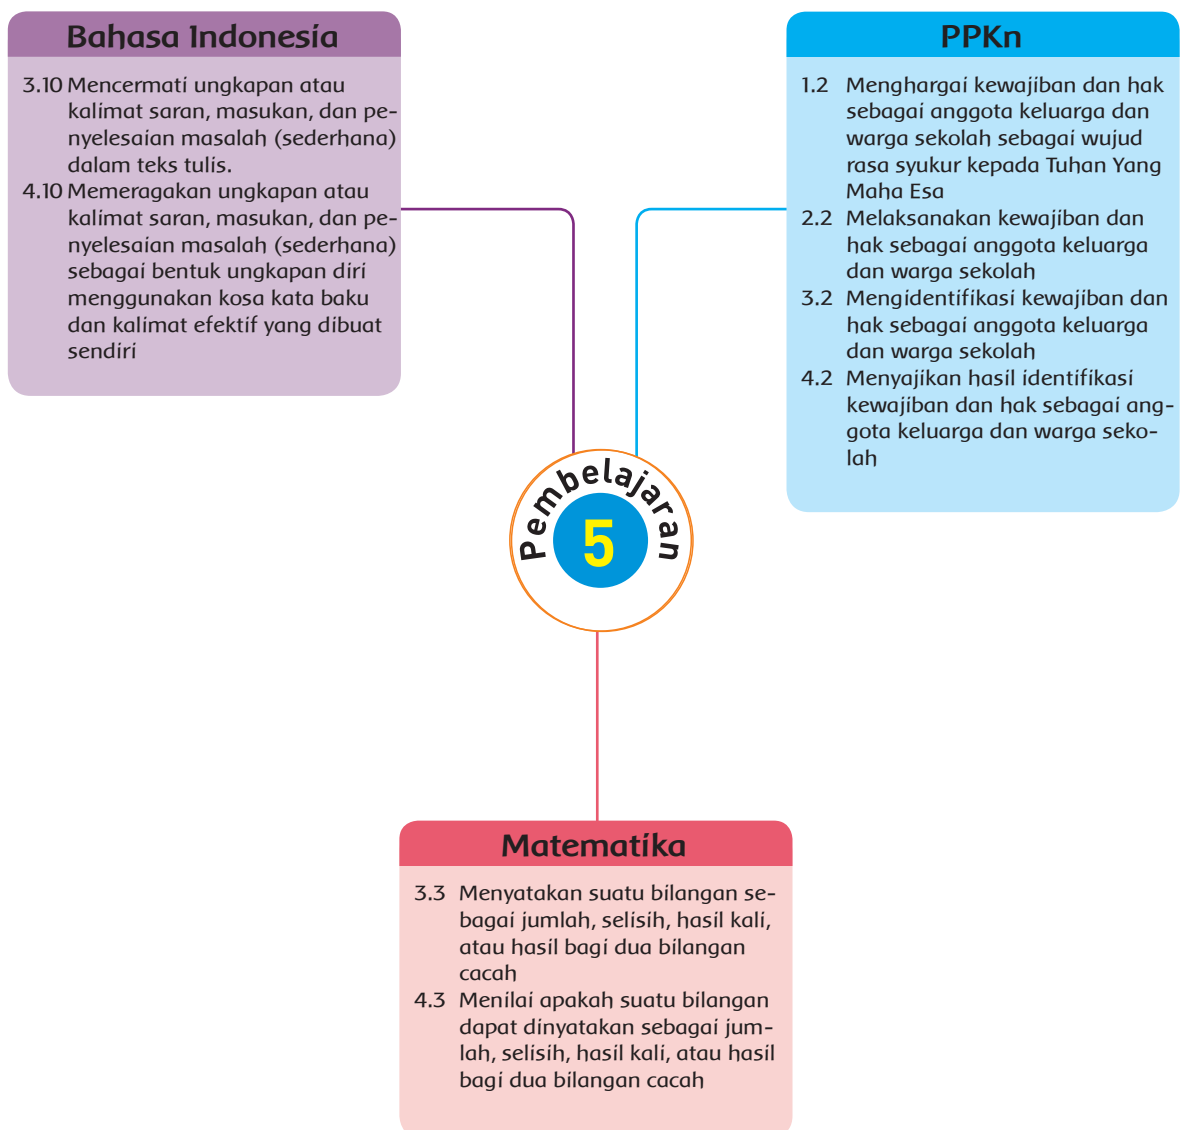 Bahasa Indonesia
3.10 Mencermati ungkapan atau
kalimat saran, masukan, dan pe-
nyelesaian masalah (sederhana)
dalam teks tulis.
4.10 Memeragakan ungkapan atau
kalimat saran, masukan, dan pe-
nyelesaian masalah (sederhana)
sebagai bentuk ungkapan diri
menggunakan kosa kata baku
dan kalimat efektif yang dibuat
sendiri
PPKn
1.2 Menghargai kewajiban dan hak
sebagai anggota keluarga dan
warga sekolah sebagai wujud
rasa syukur kepada Tuhan Yang
Maha Esa
2.2 Melaksanakan kewajiban dan
hak sebagai anggota keluarga
dan warga sekolah
3.2 Mengidentifikasi kewajiban dan
hak sebagai anggota keluarga
dan warga sekolah
4.2 Menyajikan hasil identifikasi
kewajiban dan hak sebagai ang-
gota keluarga dan warga seko-
lah
Pembelajaran
5
Matematika
3.3 Menyatakan suatu bilangan se-
bagai jumlah, selisih, hasil kali,
atau hasil bagi dua bilangan
cacah
4.3 Menilai apakah suatu bilangan
dapat dinyatakan sebagai jum-
lah, selisih, hasil kali, atau hasil
bagi dua bilangan cacah